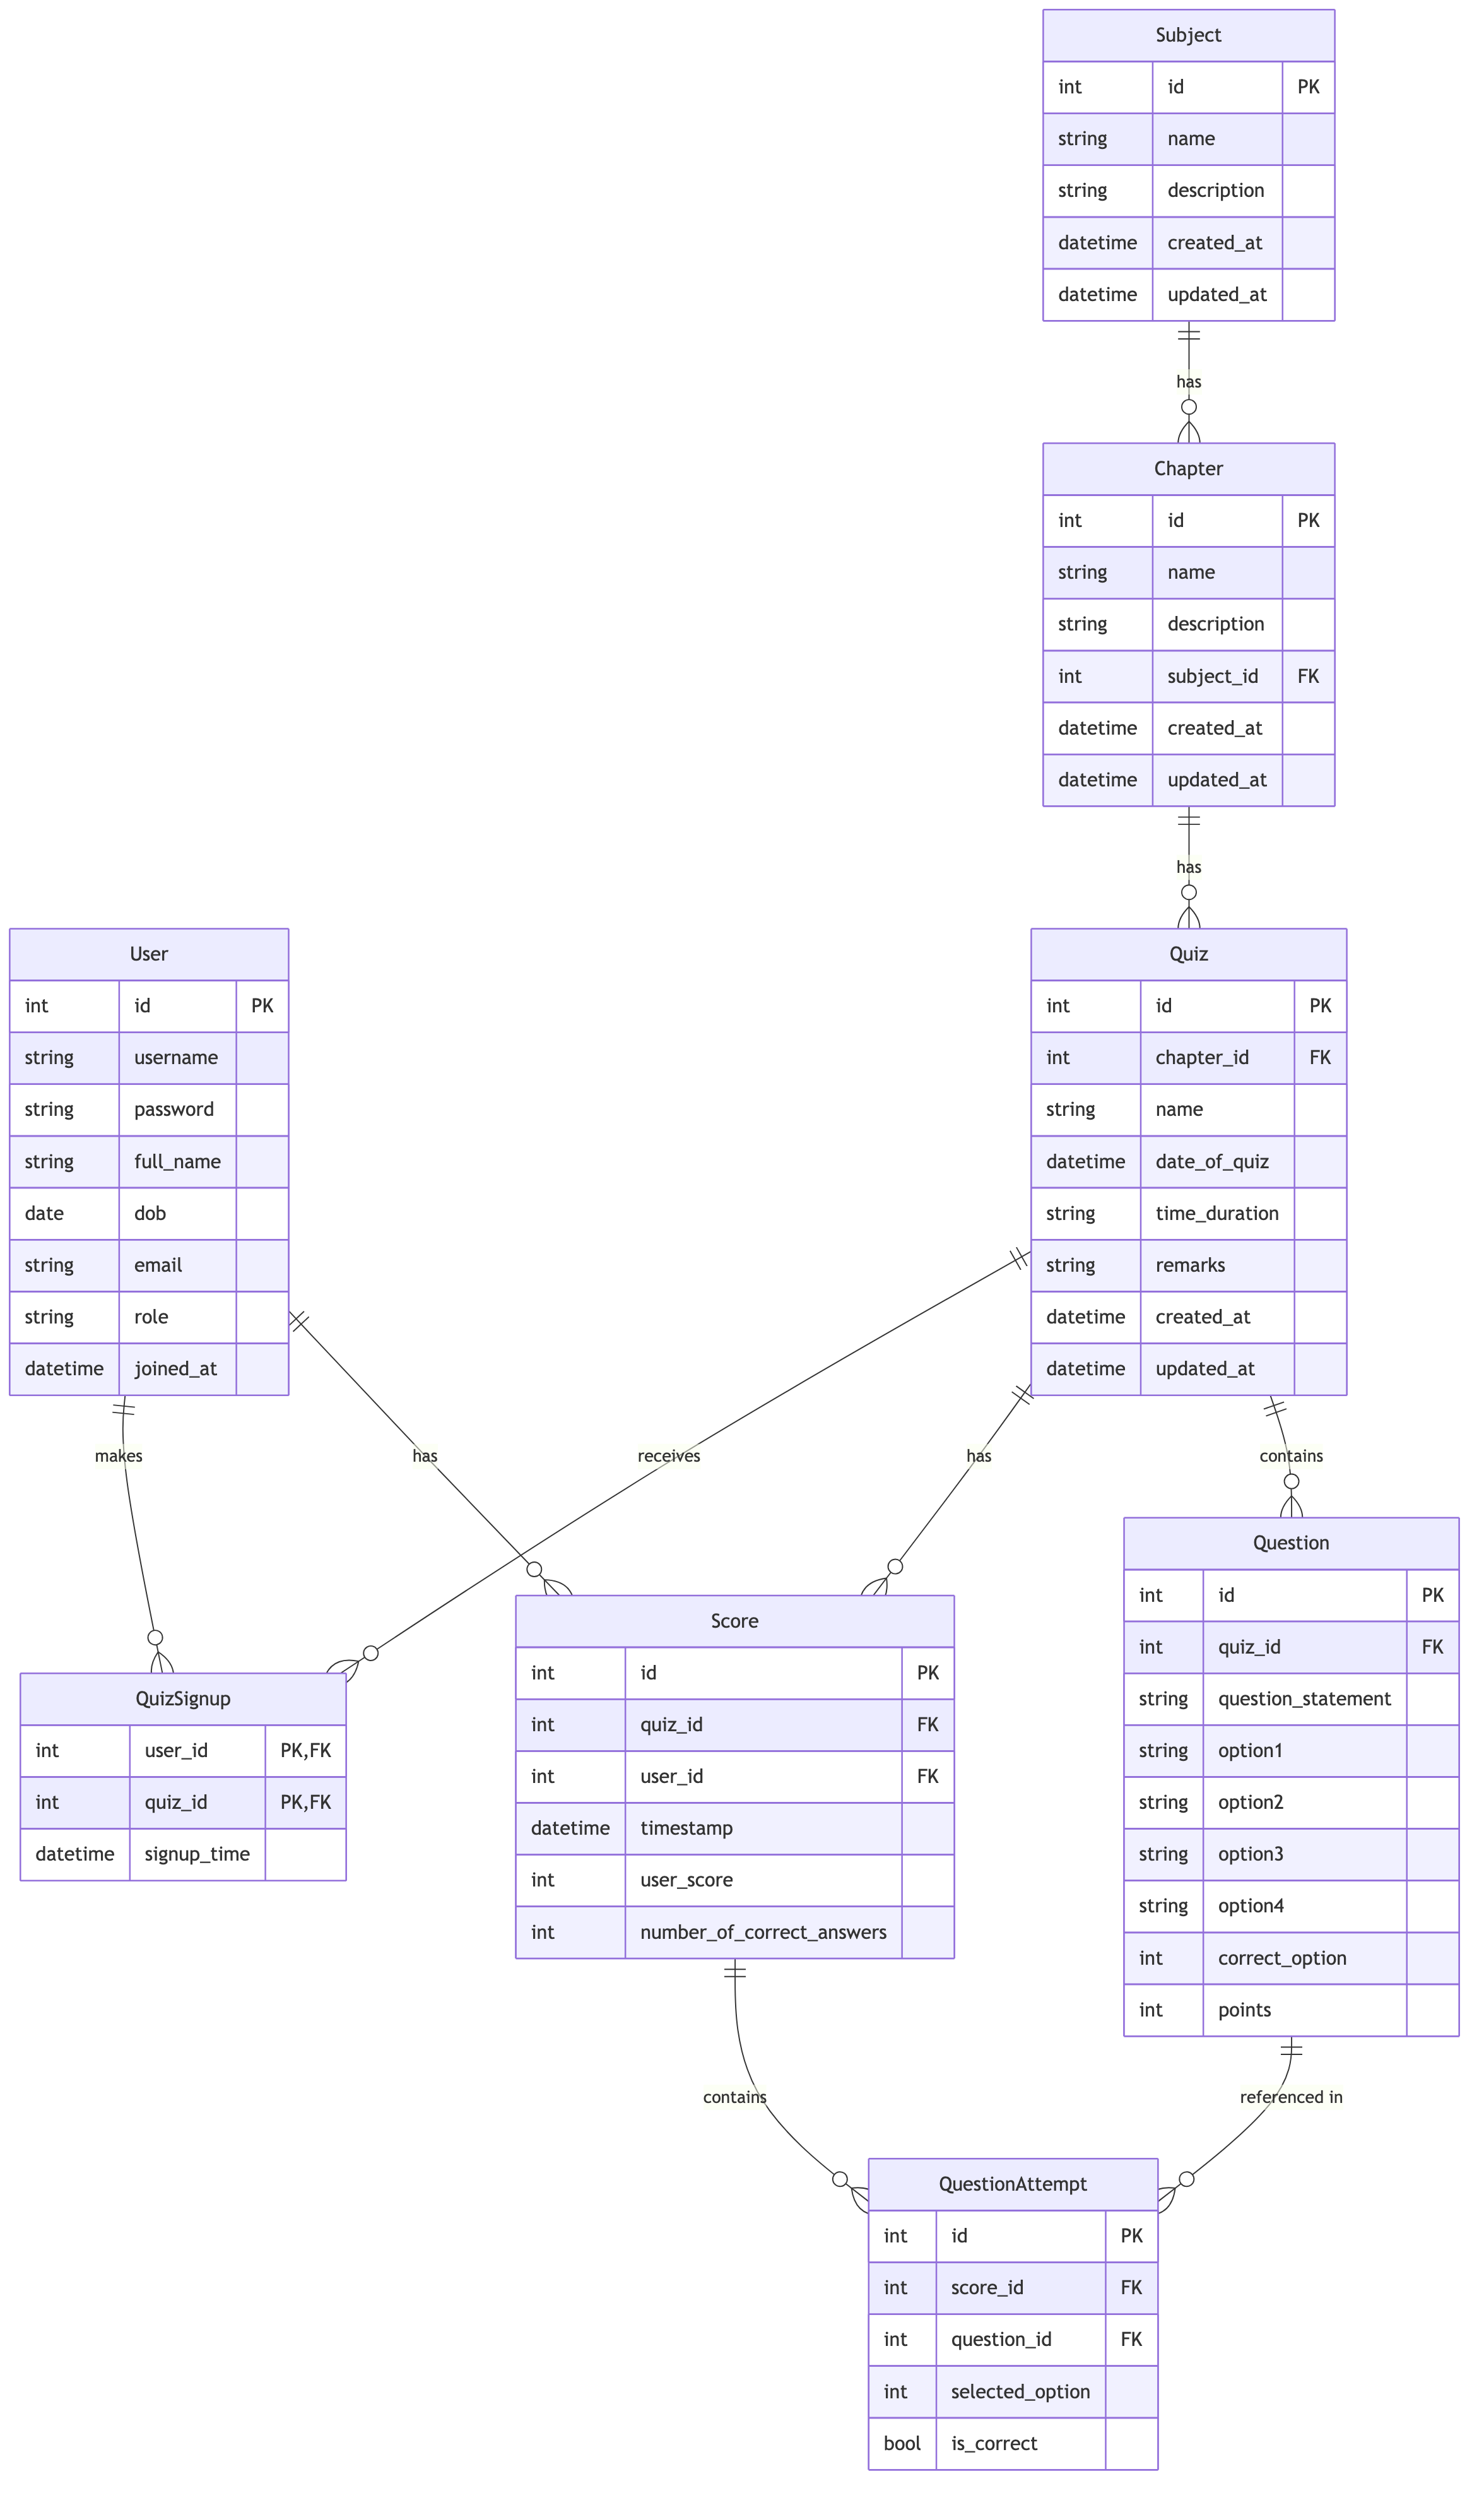 Subject
int id PK
string name
string description
datetime created_at
datetime updated_at
has
Chapter
int id PK
string name
string description
int subject_id FK
datetime created_at
datetime updated_at
has
User
int id PK
string username
string password
string full_name
date dob
string email
string role
datetime joined_at
Quiz
int id PK
int chapter_id FK
string name
datetime date_of_quiz
string time_duration
string remarks
datetime created_at
datetime updated_at
makes
has
receives
has
contains
QuizSignup
int user_id PK,FK
int quiz_id PK,FK
datetime signup_time
Score
int id PK
int quiz_id FK
int user_id FK
datetime timestamp
int user_score
int number_of_correct_answers
Question
int id PK
int quiz_id FK
string question_statement
string option1
string option2
string option3
string option4
int correct_option
int points
contains
referenced in
QuestionAttempt
int id PK
int score_id FK
int question_id FK
int selected_option
bool is_correct